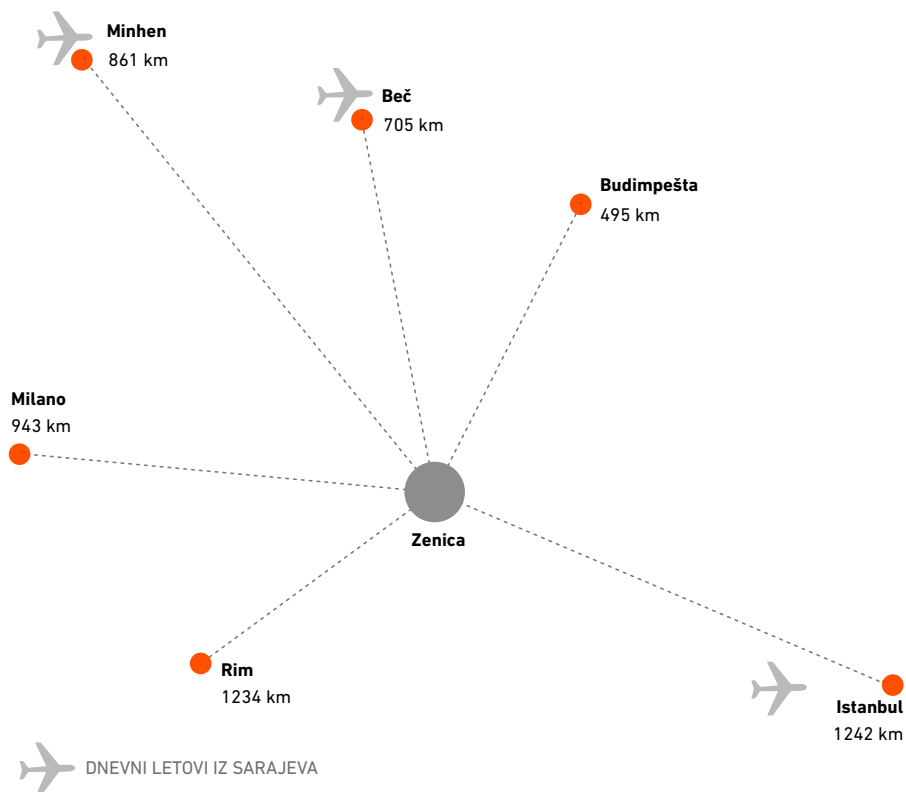 Minhen
861 km
Beč
705 km
Budimpešta
495 km
Milano
943 km
Zenica
Rim
1234 km
Istanbul
1242 km
DNEVNI LETOVI IZ SARAJEVA